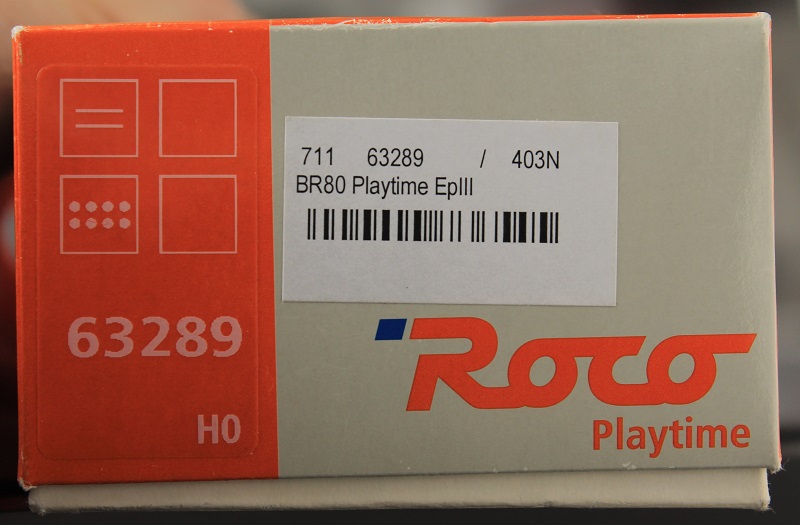 711 63289 / 403N
BR80 Playtime EpIII
63289
H0
Roco
Playtime